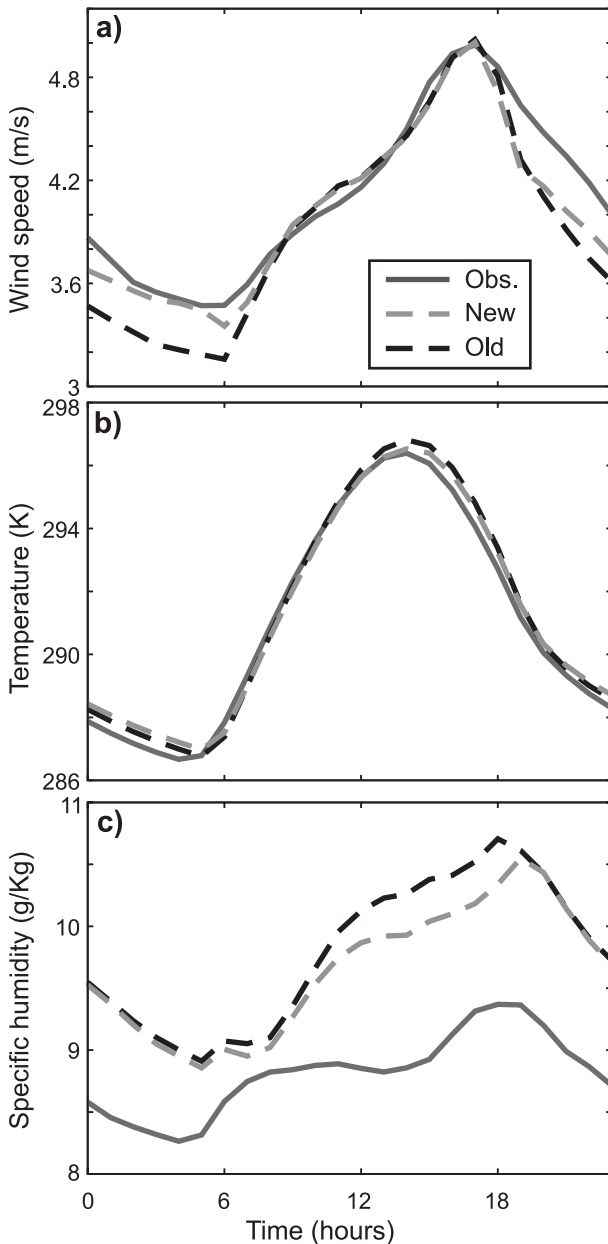 a)
Wind speed (m/s)
4.8
4.2
3.6
3
Obs.
New
Old
b)
Temperature (K)
298
294
290
286
c)
Specific humidity (g/Kg)
11
10
9
8
0 6 12 18
Time (hours)